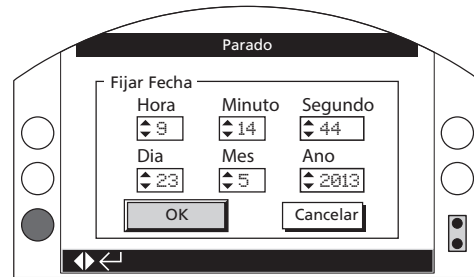 Parado
Fijar Fecha
Hora Minuto Segundo
9 14 44
Dia Mes Ano
23 5 2013
OK Cancelar